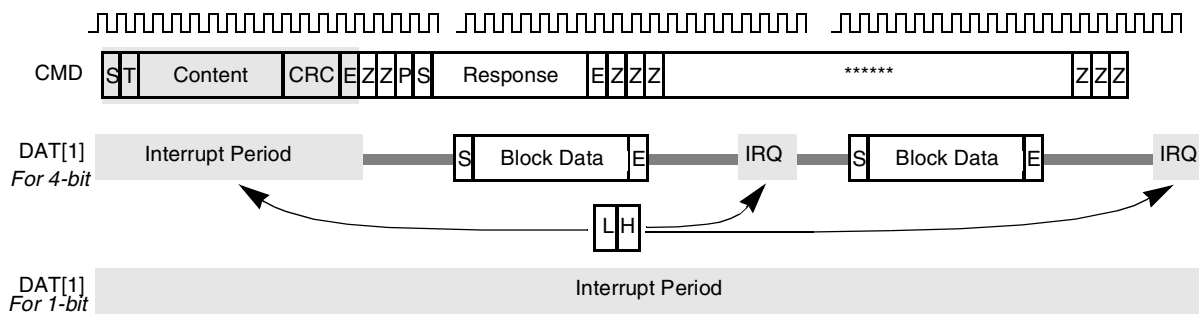 CMD S T Content CRC E Z Z P S Response E Z Z Z ****** Z Z Z
DAT[1] Interrupt Period S Block Data E IRQ S Block Data E IRQ
For 4-bit
L H
DAT[1] Interrupt Period
For 1-bit